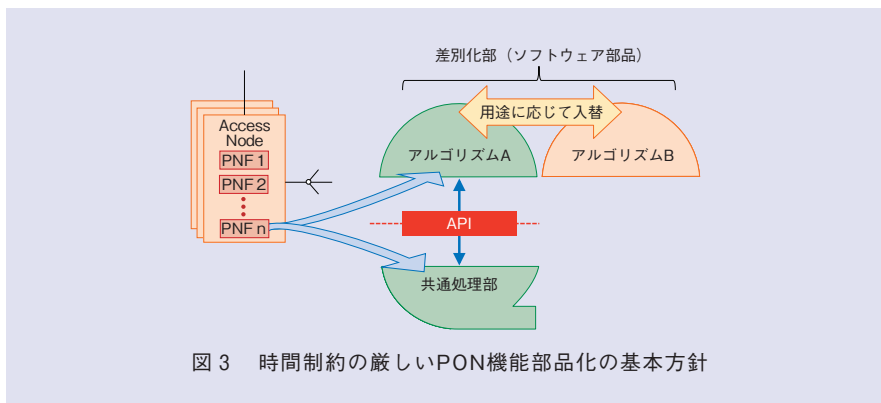 差別化部（ソフトウェア部品）
用途に応じて入替
Access
Node
PNF 1
PNF 2
PNF n
アルゴリズムA
アルゴリズムB
API
共通処理部
図3　時間制約の厳しいPON機能部品化の基本方針